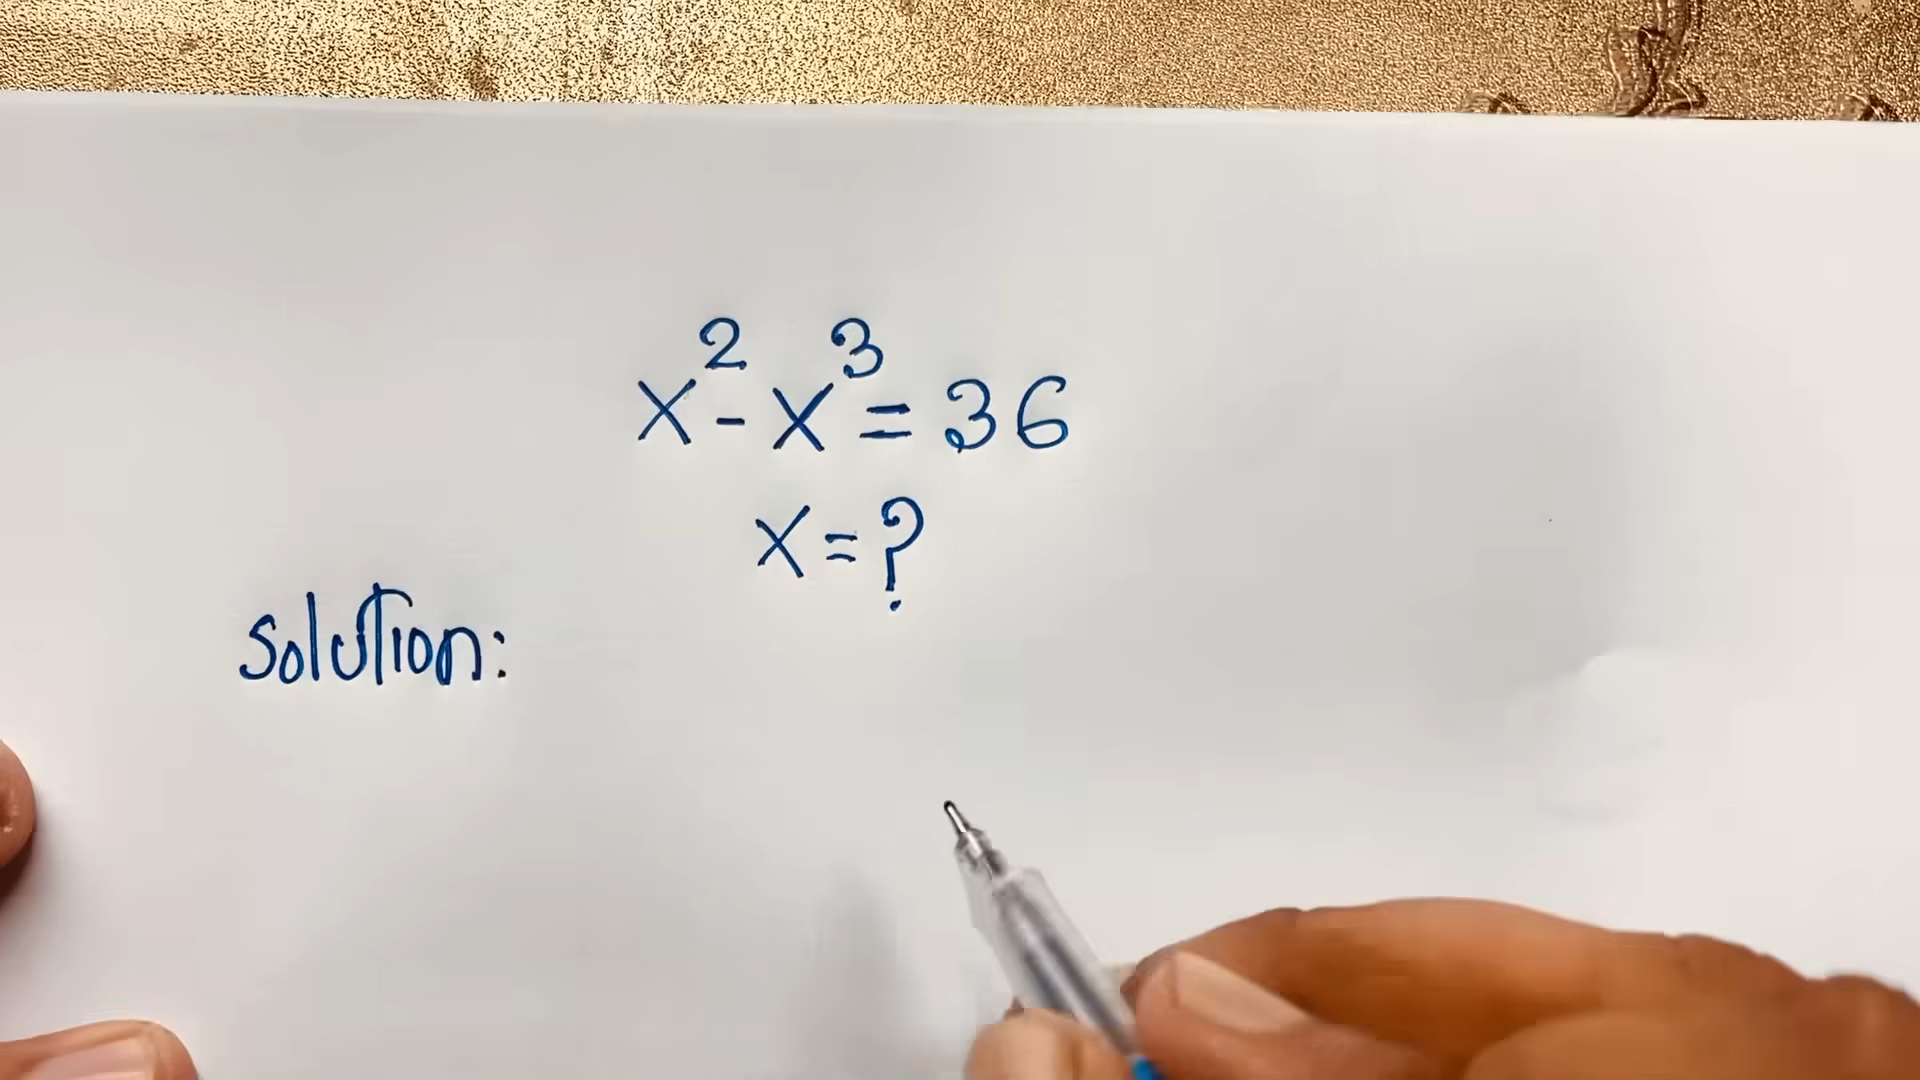 x² - x³ = 36
x = ?
Solution: